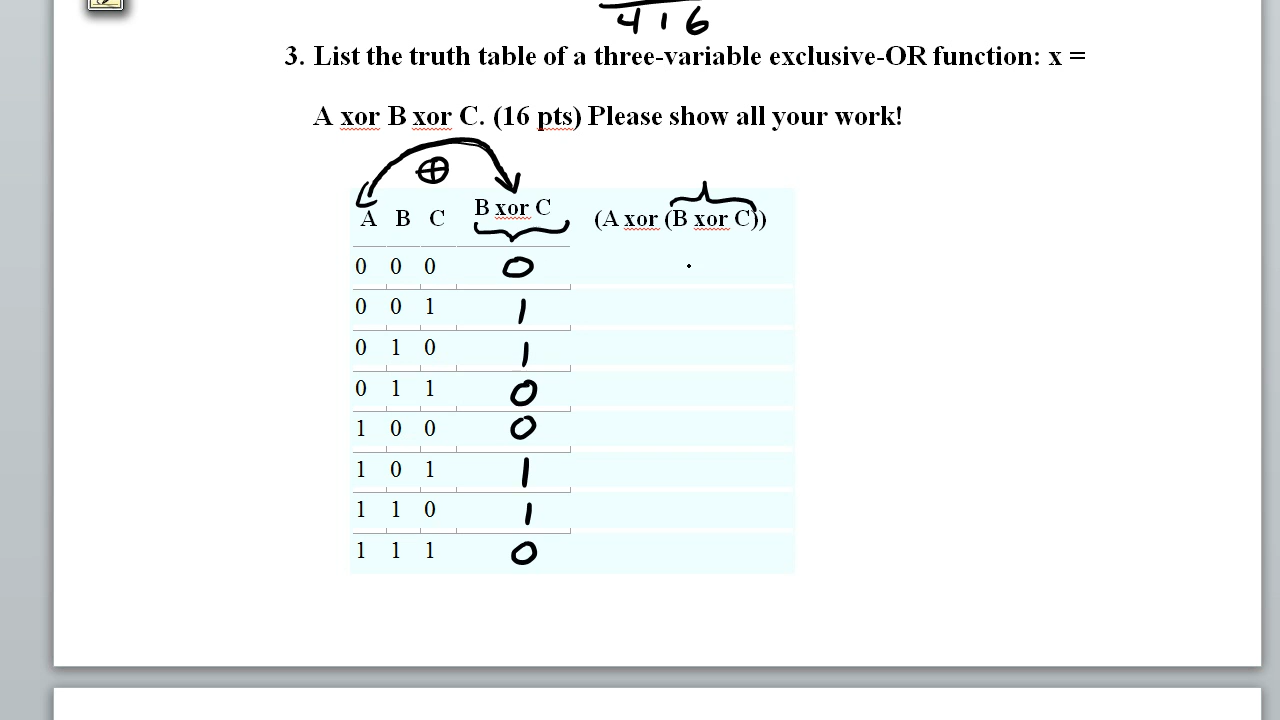 416
3. List the truth table of a three-variable exclusive-OR function: x =
A xor B xor C. (16 pts) Please show all your work!
⊕
A B C B xor C (A xor (B xor C))
0 0 0 0
0 0 1 1
0 1 0 1
0 1 1 0
1 0 0 0
1 0 1 1
1 1 0 1
1 1 1 0